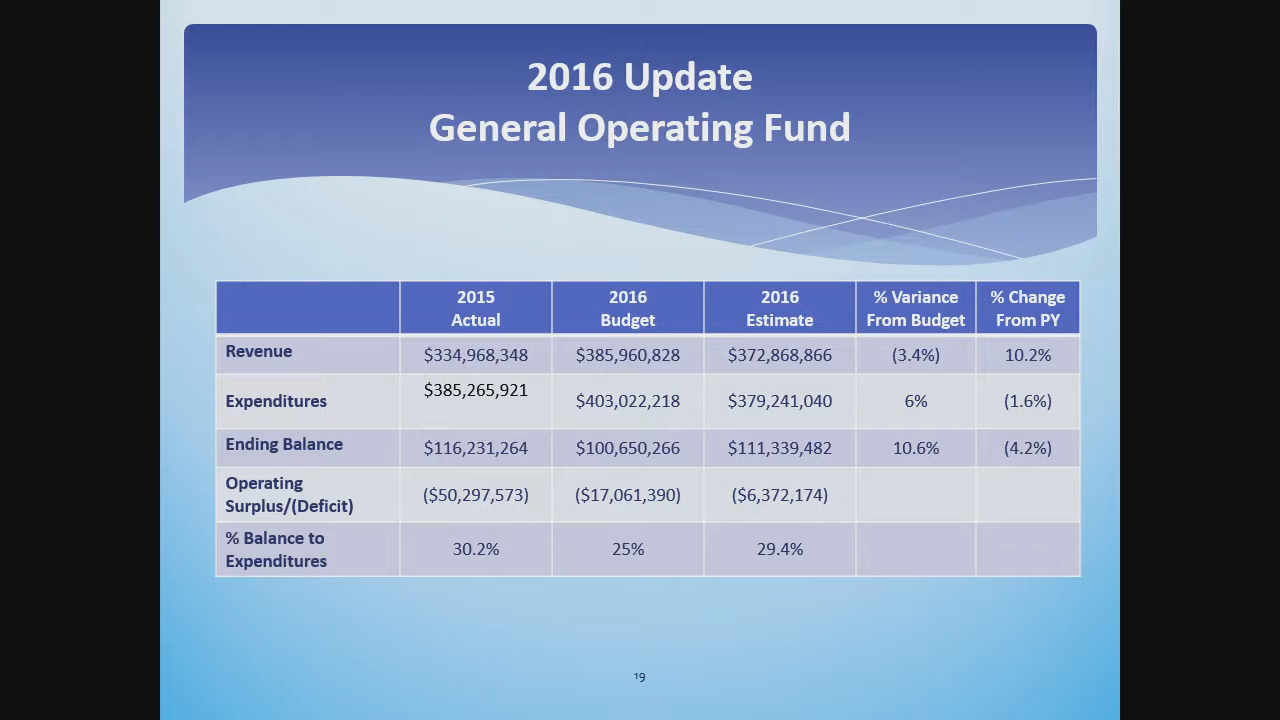 2016 Update
General Operating Fund
2015 Actual 2016 Budget 2016 Estimate % Variance From Budget % Change From PY
Revenue $334,968,348 $385,960,828 $372,868,866 (3.4%) 10.2%
Expenditures $385,265,921 $403,022,218 $379,241,040 6% (1.6%)
Ending Balance $116,231,264 $100,650,266 $111,339,482 10.6% (4.2%)
Operating Surplus/(Deficit) ($50,297,573) ($17,061,390) ($6,372,174)
% Balance to Expenditures 30.2% 25% 29.4%
19